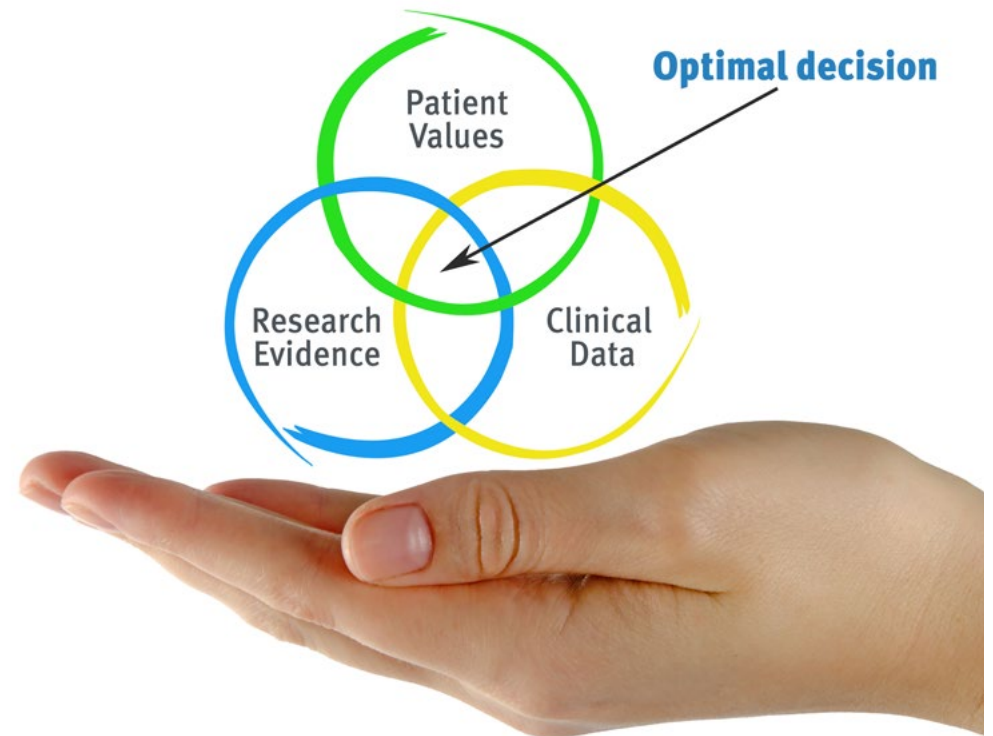 Optimal decision
Patient
Values
Research
Evidence
Clinical
Data